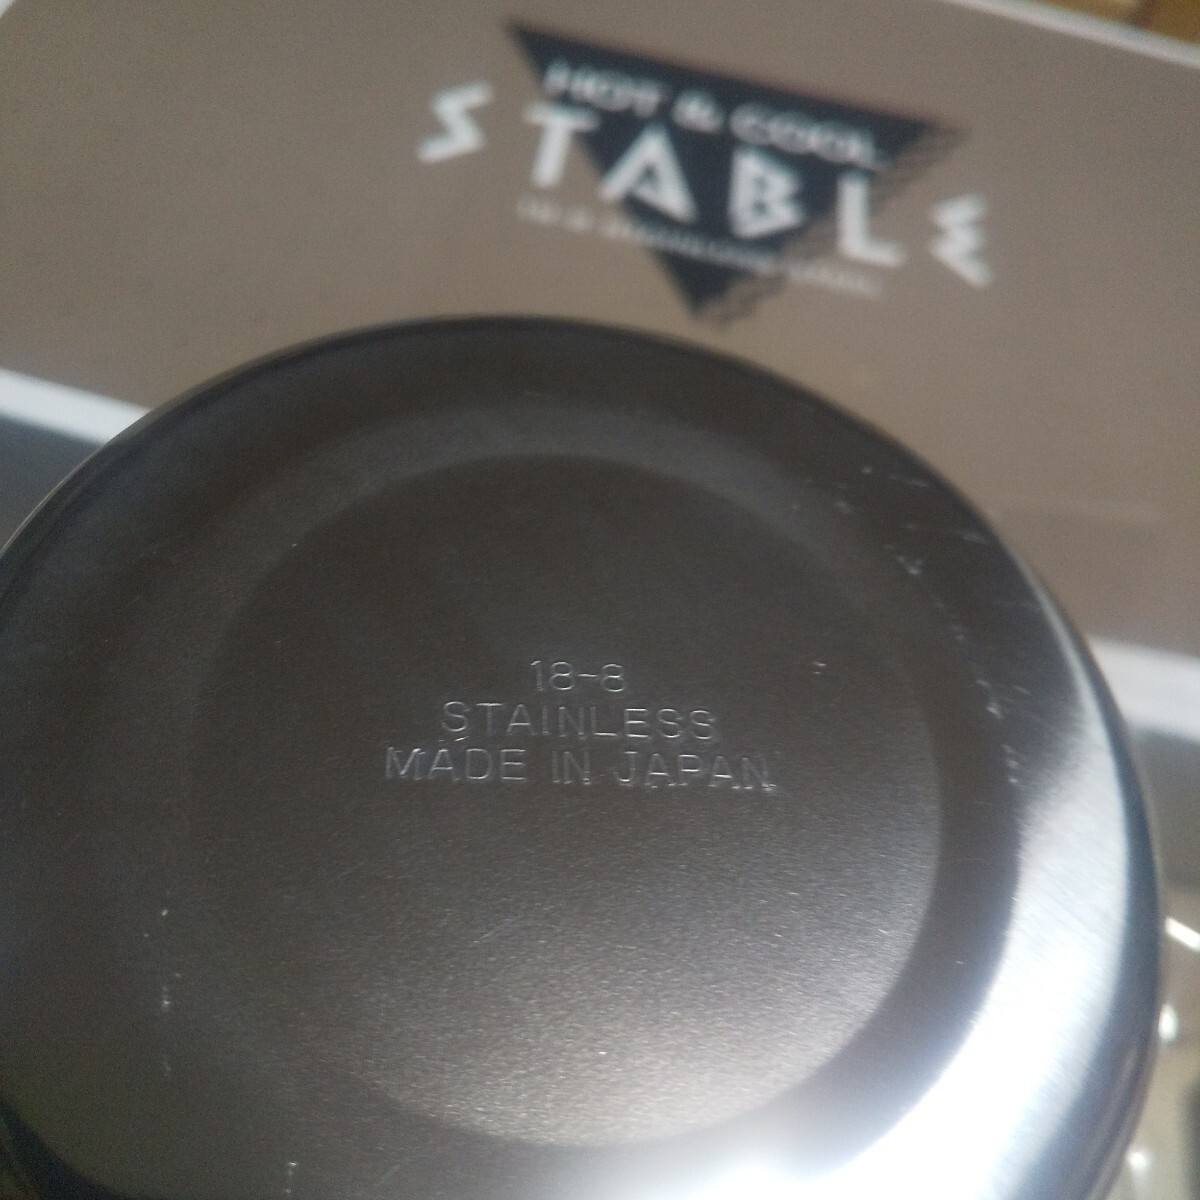 HOT & COOL
STABLE
18-8
STAINLESS
MADE IN JAPAN